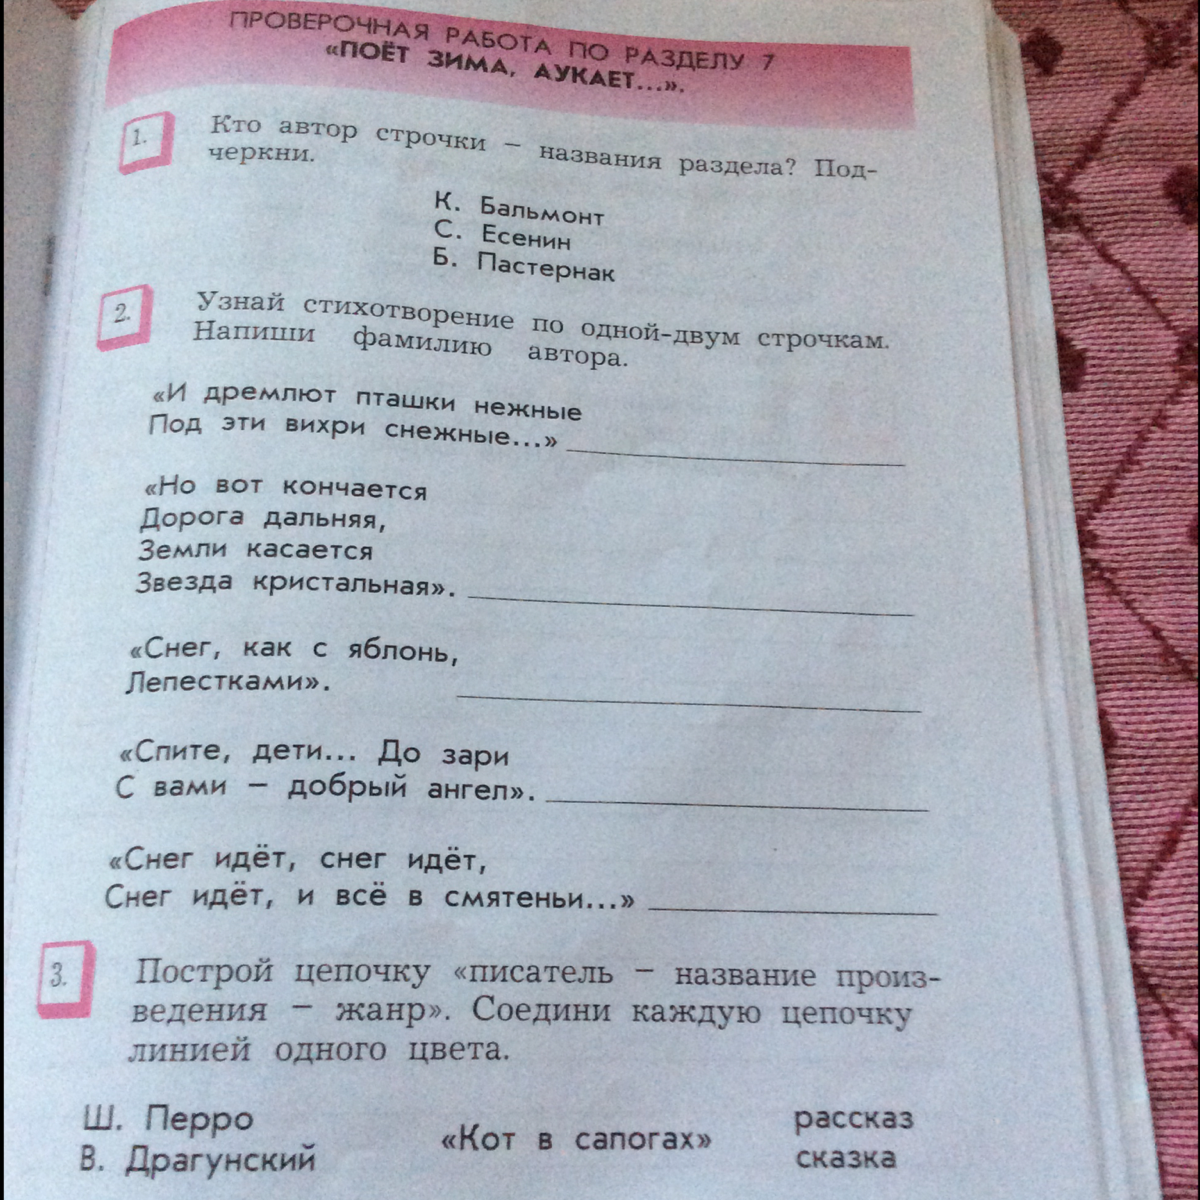 ПРОВЕРОЧНАЯ РАБОТА ПО РАЗДЕЛУ 7
«ПОЁТ ЗИМА, АУКАЕТ...».
1. Кто автор строчки – названия раздела? Под-
черкни.
К. Бальмонт
С. Есенин
Б. Пастернак
2. Узнай стихотворение по одной-двум строчкам.
Напиши фамилию автора.
«И дремлют пташки нежные
Под эти вихри снежные...»
«Но вот кончается
Дорога дальняя,
Земли касается
Звезда кристальная».
«Снег, как с яблонь,
Лепестками».
«Спите, дети... До зари
С вами – добрый ангел».
«Снег идёт, снег идёт,
Снег идёт, и всё в смятеньи...»
3. Построй цепочку «писатель – название произ-
ведения – жанр». Соедини каждую цепочку
линией одного цвета.
Ш. Перро
В. Драгунский
«Кот в сапогах»
рассказ
сказка